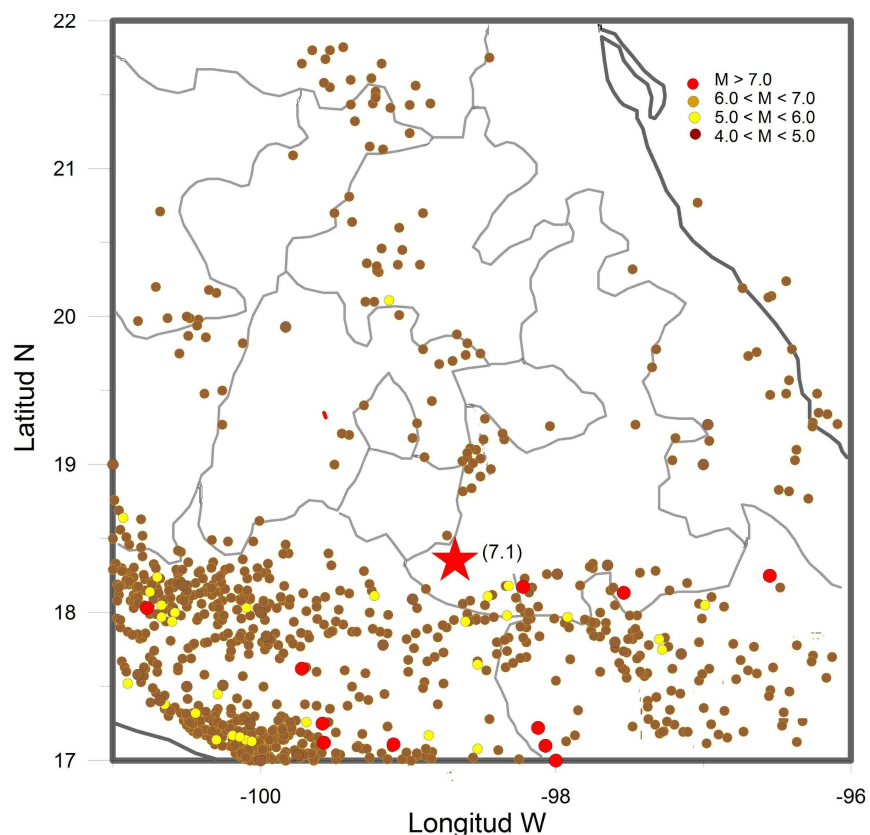 22
21
20
19
18
17
Latitud N
M > 7.0
6.0 < M < 7.0
5.0 < M < 6.0
4.0 < M < 5.0
(7.1)
-100
-98
-96
Longitud W